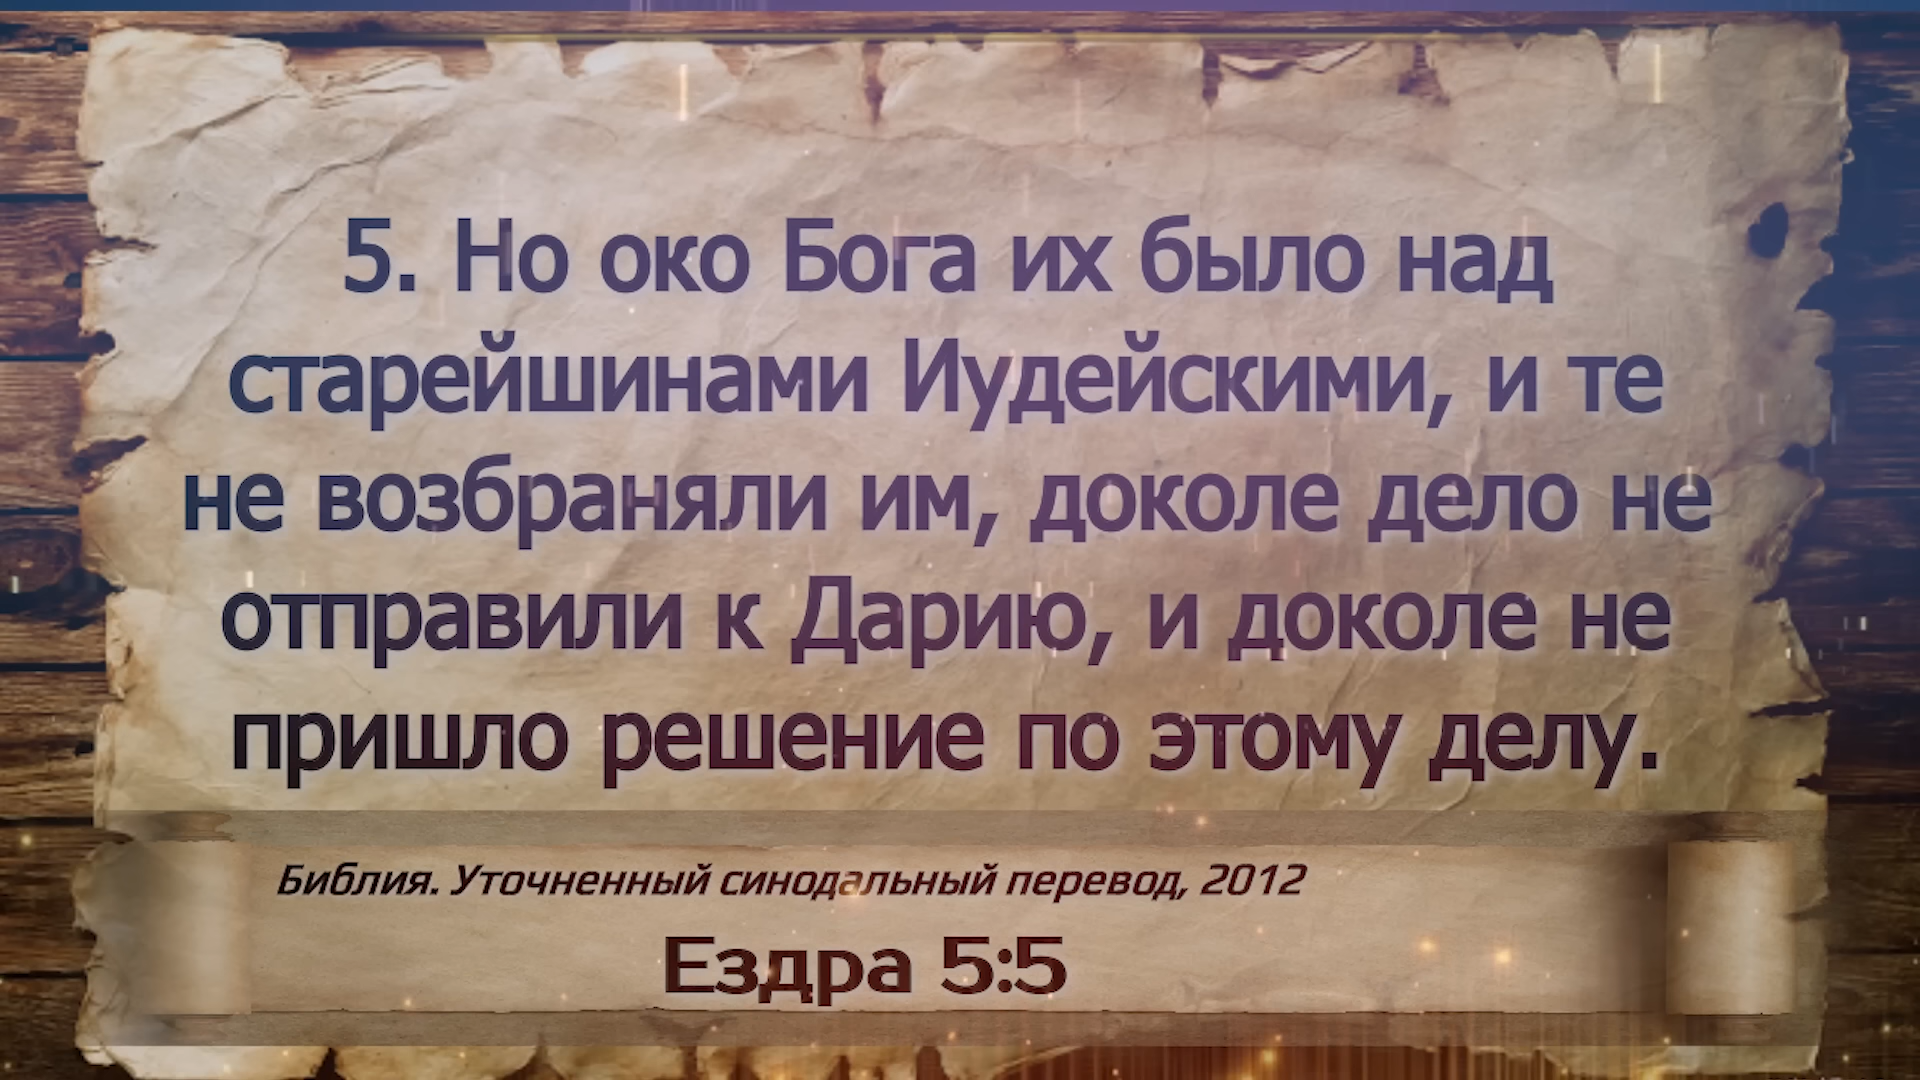 5. Но око Бога их было над
старейшинами Иудейскими, и те
не возбраняли им, доколе дело не
отправили к Дарию, и доколе не
пришло решение по этому делу.
Библия. Уточненный синодальный перевод, 2012
Ездра 5:5